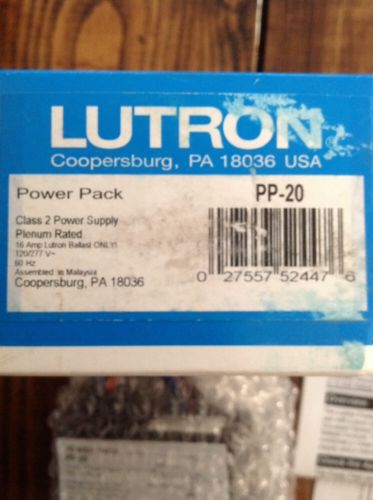 LUTRON
Coopersburg, PA 18036 USA
Power Pack
PP-20
Class 2 Power Supply
Plenum Rated
16 Amp Lutron Ballast ONLY!
120/277 V~
60 Hz
Assembled in Malaysia
Coopersburg, PA 18036
0 27557 52447 6
Overview